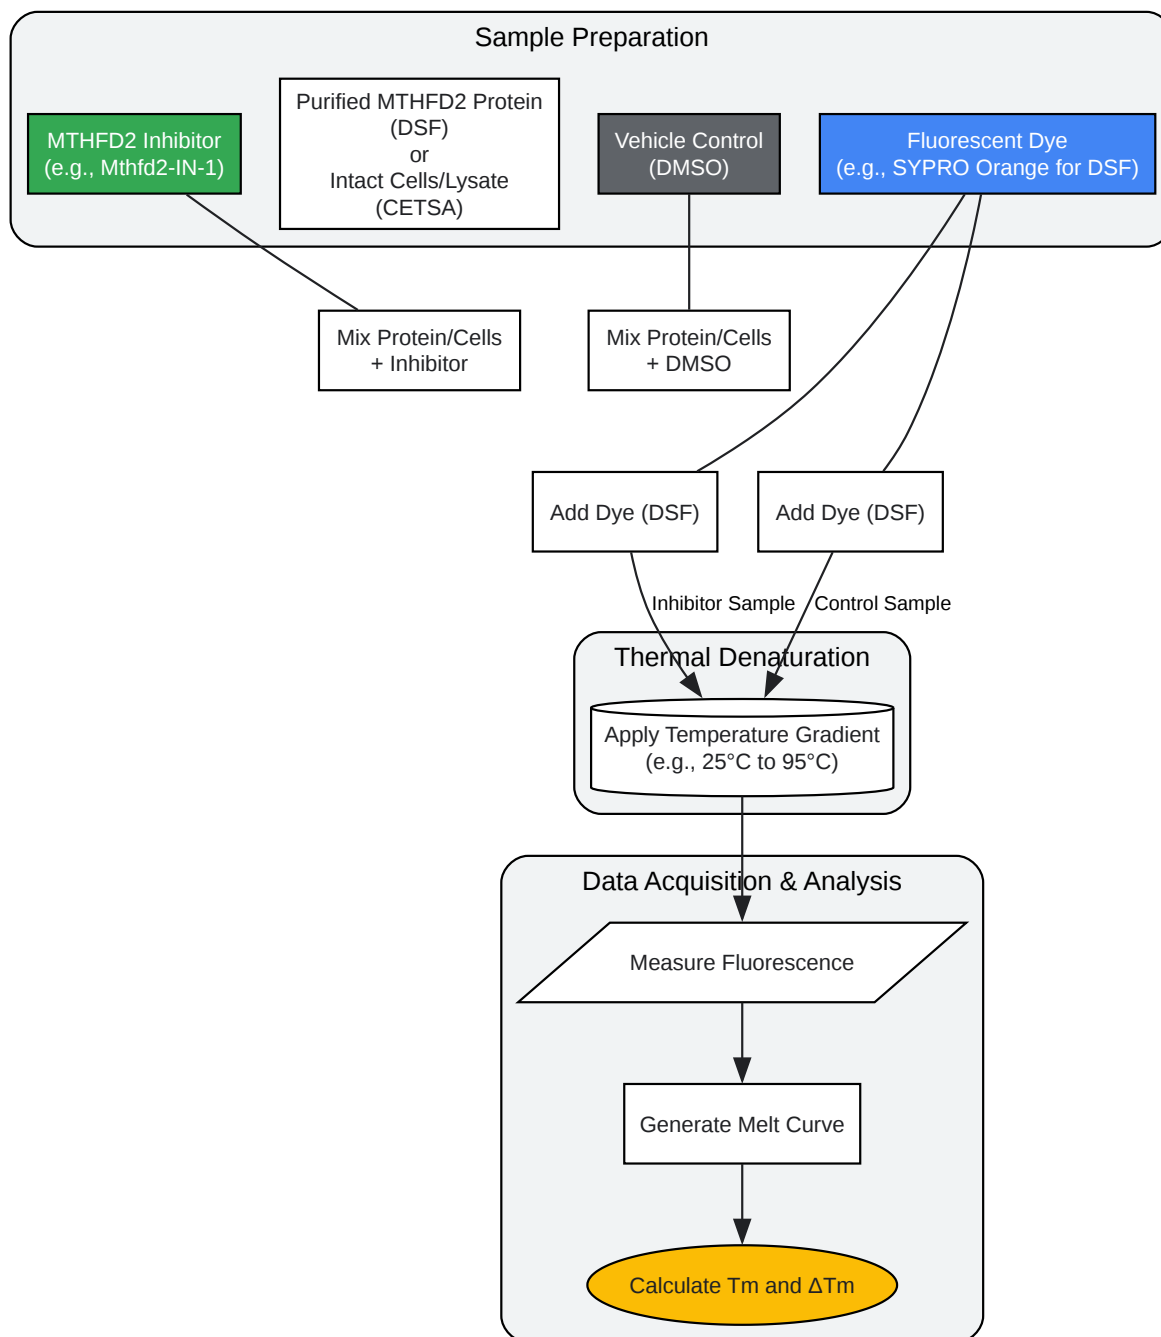 Sample Preparation
MTHFD2 Inhibitor
(e.g., Mthfd2-IN-1)
Purified MTHFD2 Protein
(DSF)
or
Intact Cells/Lysate
(CETSA)
Vehicle Control
(DMSO)
Fluorescent Dye
(e.g., SYPRO Orange for DSF)
Mix Protein/Cells
+ Inhibitor
Mix Protein/Cells
+ DMSO
Add Dye (DSF)
Add Dye (DSF)
Inhibitor Sample
Control Sample
Thermal Denaturation
Apply Temperature Gradient
(e.g., 25°C to 95°C)
Data Acquisition & Analysis
Measure Fluorescence
Generate Melt Curve
Calculate Tm and ΔTm